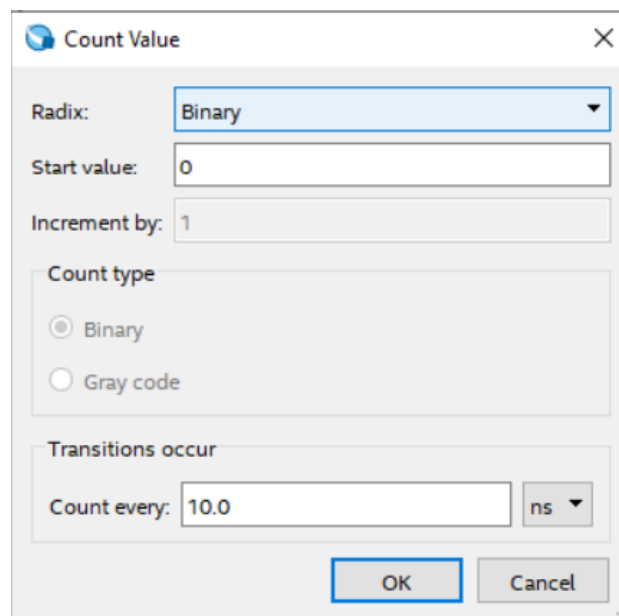 Count Value
Radix: Binary
Start value: 0
Increment by: 1
Count type
Binary
Gray code
Transitions occur
Count every: 10.0 ns
OK Cancel